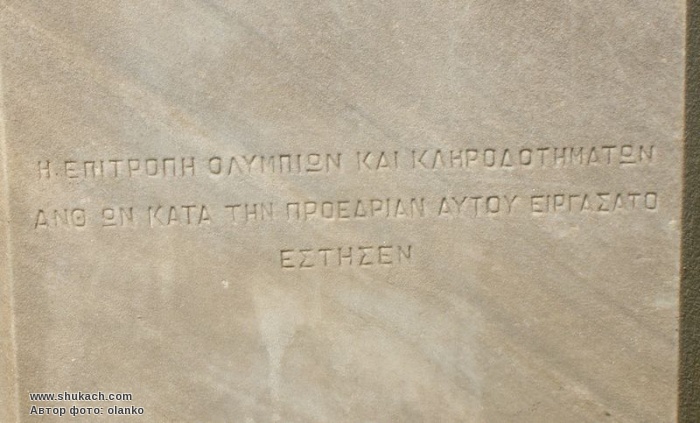 Η ΕΠΙΤΡΟΠΗ ΟΛΥΜΠΙΩΝ ΚΑΙ ΚΛΗΡΟΔΟΤΗΜΑΤΩΝ
ΑΝΘ ΩΝ ΚΑΤΑ ΤΗΝ ΠΡΟΕΔΡΙΑΝ ΑΥΤΟΥ ΕΙΡΓΑΣΑΤΟ
ΕΣΤΗΣΕΝ
www.shukach.com
Автор фото: olanko